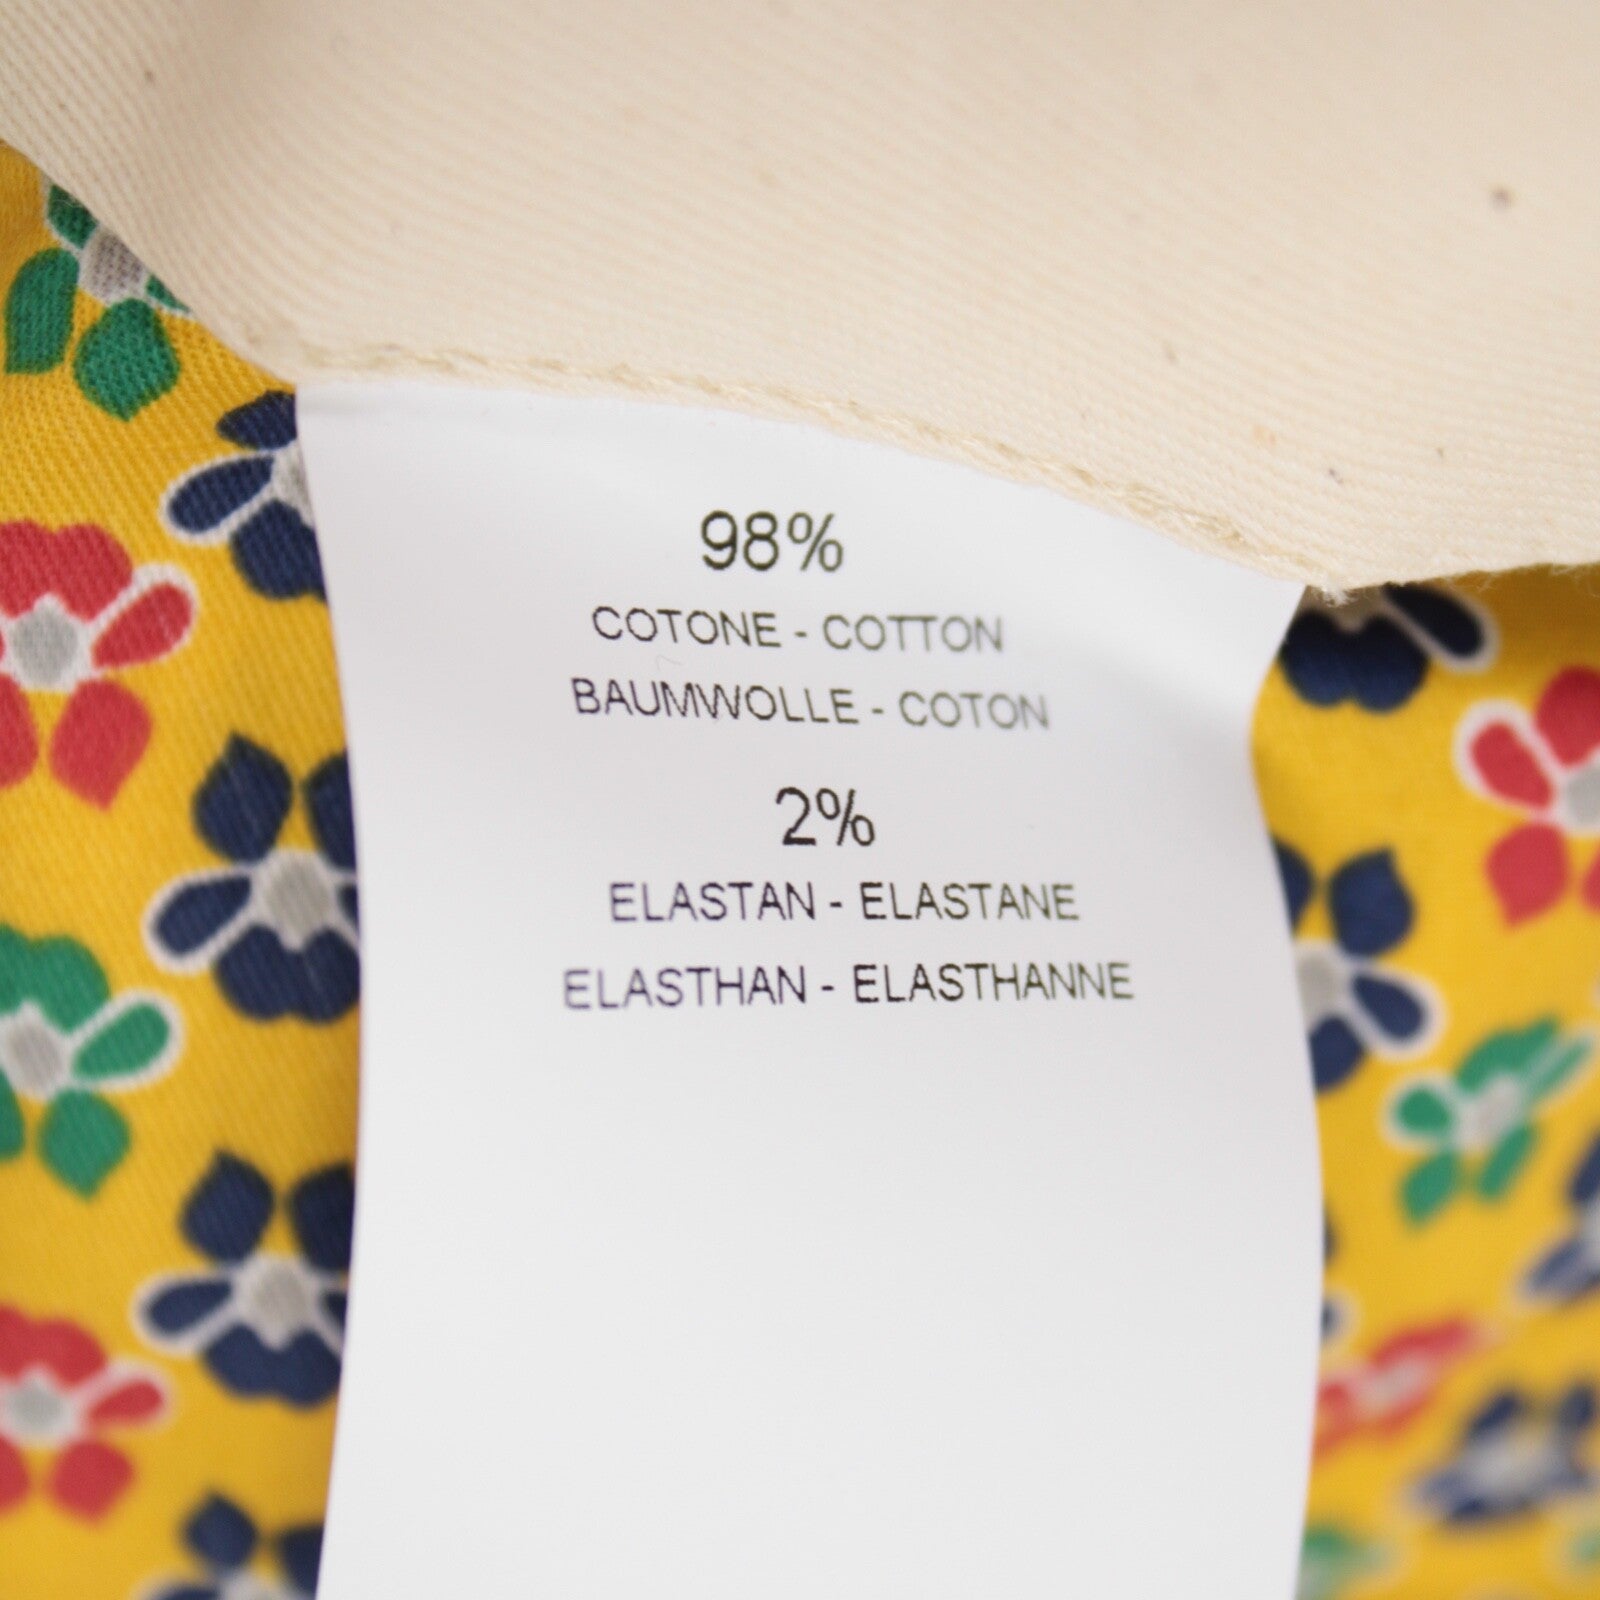 98%
COTONE - COTTON
BAUMWOLLE - COTON
2%
ELASTAN - ELASTANE
ELASTHAN - ELASTHANNE